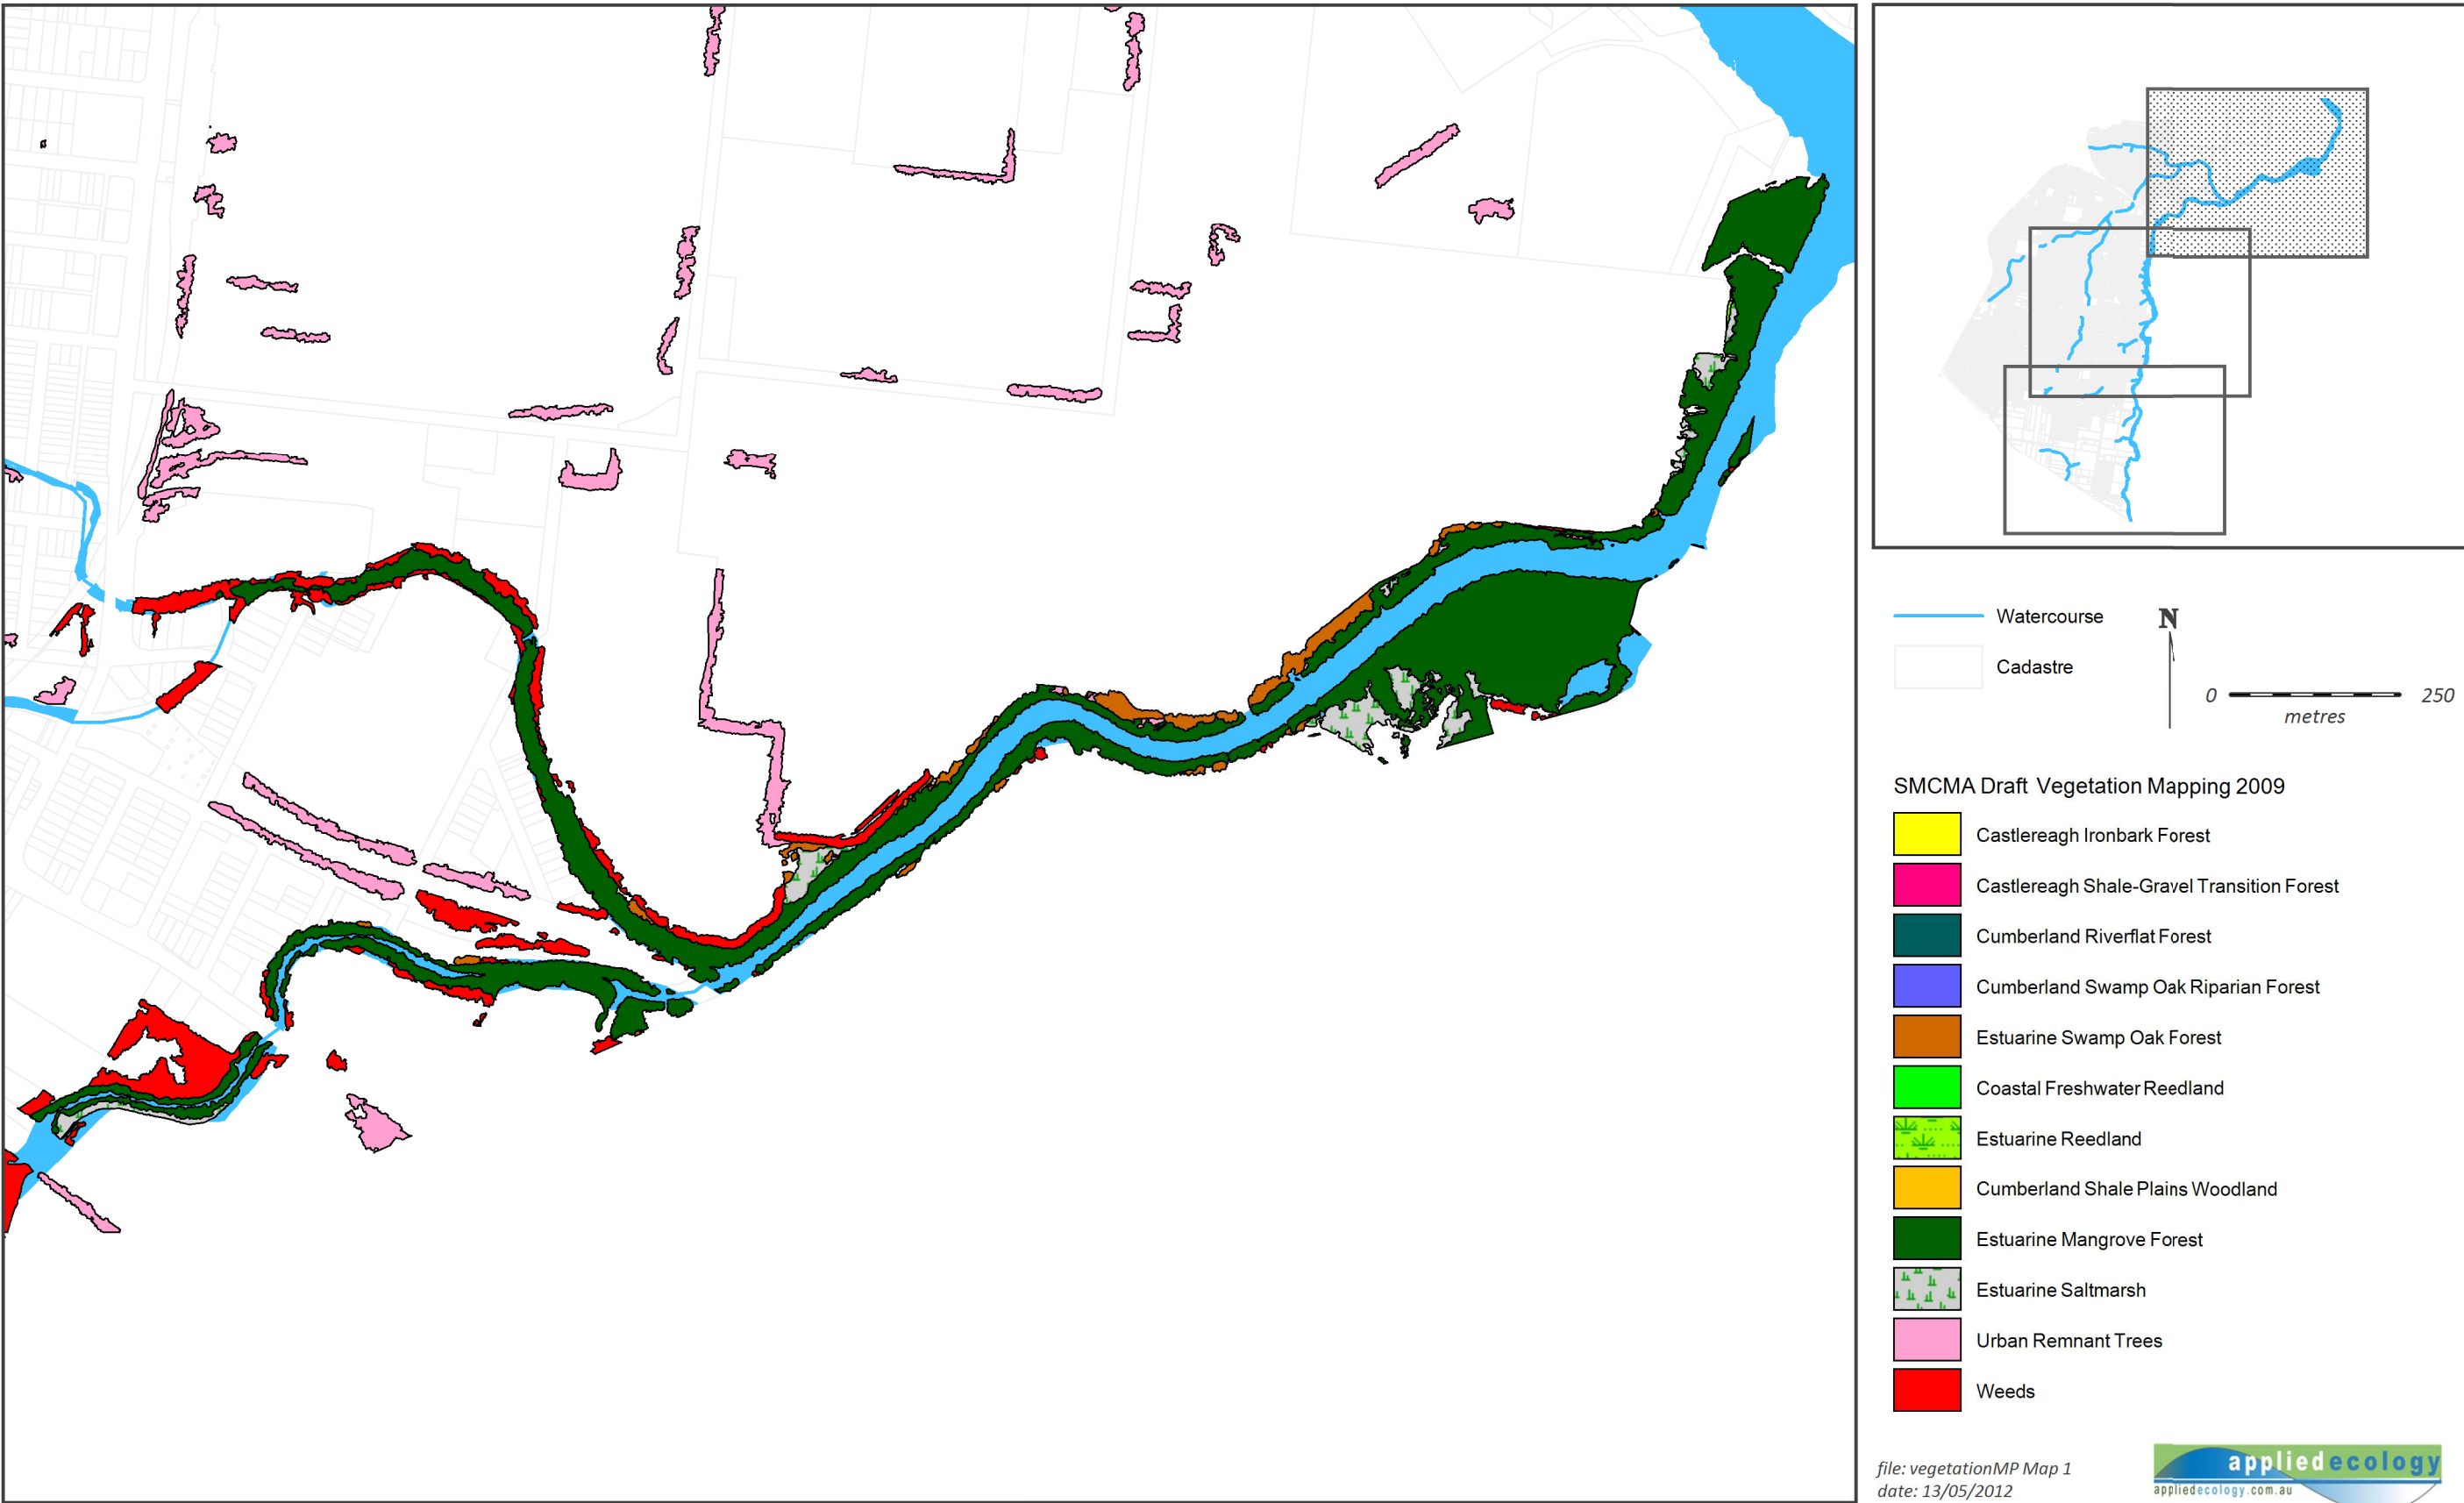 Watercourse
N
Cadastre
0 250
metres
SMCMA Draft Vegetation Mapping 2009
Castlereagh Ironbark Forest
Castlereagh Shale-Gravel Transition Forest
Cumberland Riverflat Forest
Cumberland Swamp Oak Riparian Forest
Estuarine Swamp Oak Forest
Coastal Freshwater Reedland
Estuarine Reedland
Cumberland Shale Plains Woodland
Estuarine Mangrove Forest
Estuarine Saltmarsh
Urban Remnant Trees
Weeds
file: vegetationMP Map 1
date: 13/05/2012
appliedecology
appliedecology.com.au